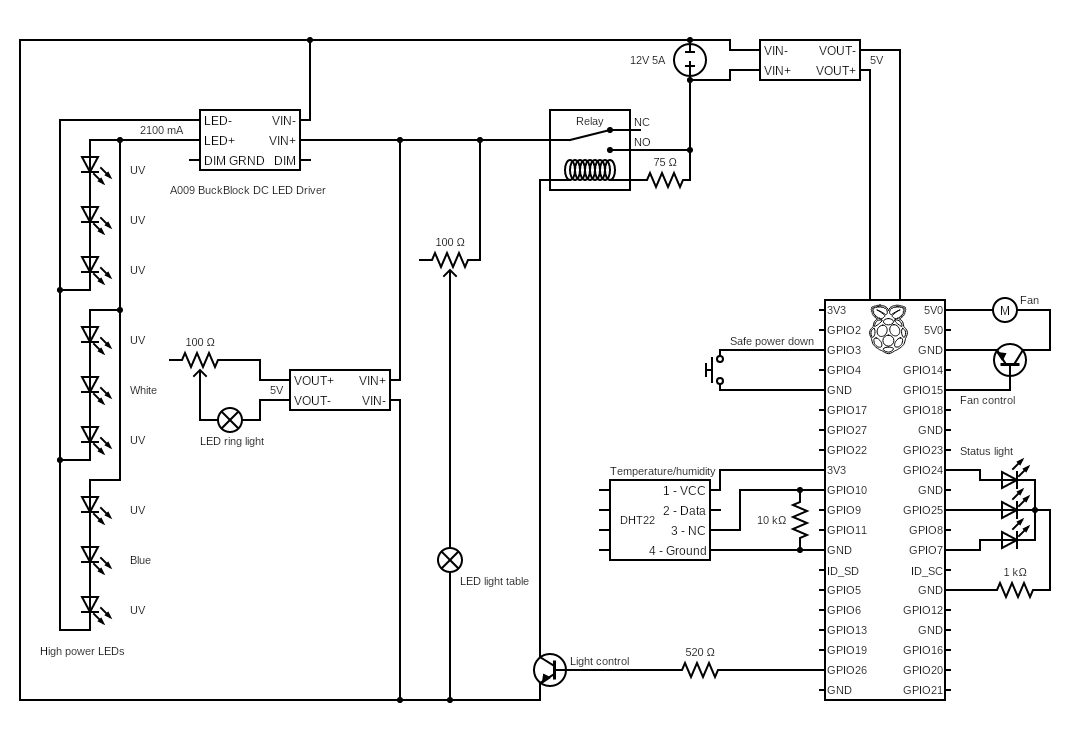 12V 5A
VIN- VOUT-
VIN+ VOUT+
5V
LED- VIN-
2100 mA LED+ VIN+
DIM GRND DIM
A009 BuckBlock DC LED Driver
Relay NC
NO
75 Ω
UV
UV
UV
100 Ω
UV
White
UV
UV
Blue
UV
High power LEDs
100 Ω
5V
VOUT+ VIN+
VOUT- VIN-
LED ring light
LED light table
Light control
520 Ω
Safe power down
Temperature/humidity
DHT22
1 - VCC
2 - Data
3 - NC
4 - Ground
10 kΩ
3V3 5V0
GPIO2 5V0
GPIO3 GND
GPIO4 GPIO14
GND GPIO15
GPIO17 GPIO18
GPIO27 GND
GPIO22 GPIO23
3V3 GPIO24
GPIO10 GND
GPIO9 GPIO25
GPIO11 GPIO8
GND GPIO7
ID_SD ID_SC
GPIO5 GND
GPIO6 GPIO12
GPIO13 GND
GPIO19 GPIO16
GPIO26 GPIO20
GND GPIO21
M
Fan
Fan control
Status light
1 kΩ